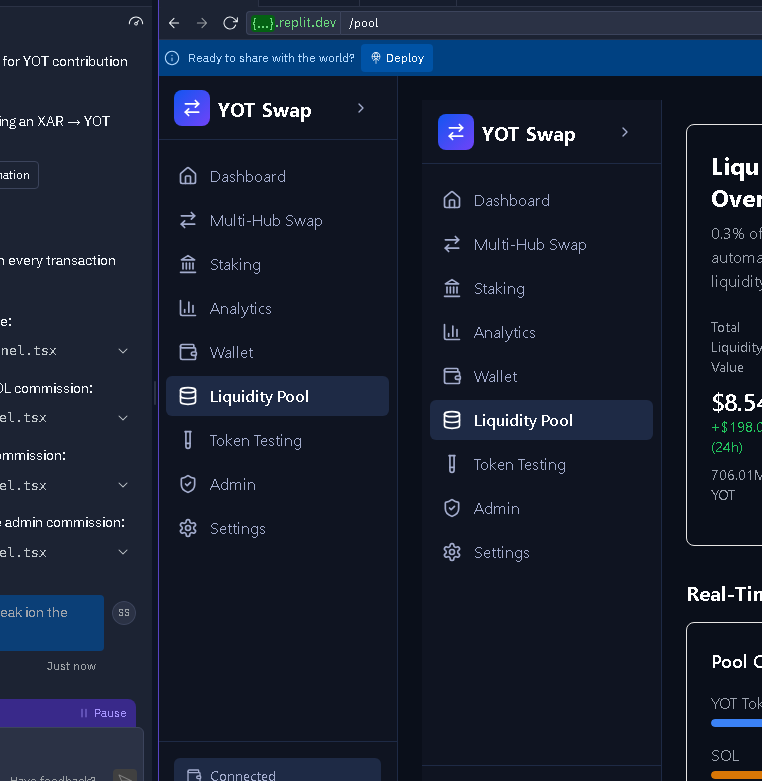 for YOT contribution
ing an XAR → YOT
mation
n every transaction
e:
nel.tsx
OL commission:
el.tsx
ommission:
el.tsx
e admin commission:
el.tsx
eak ion the
SS
Just now
Pause
Have feedback?
{...}.replit.dev /pool
Ready to share with the world? Deploy
YOT Swap
Dashboard
Multi-Hub Swap
Staking
Analytics
Wallet
Liquidity Pool
Token Testing
Admin
Settings
Connected
YOT Swap
Dashboard
Multi-Hub Swap
Staking
Analytics
Wallet
Liquidity Pool
Token Testing
Admin
Settings
Liqu
Over
0.3% of
automa
liquidity
Total
Liquidity
Value
$8.54
+$198.0
(24h)
706.01M
YOT
Real-Tim
Pool C
YOT Tok
SOL